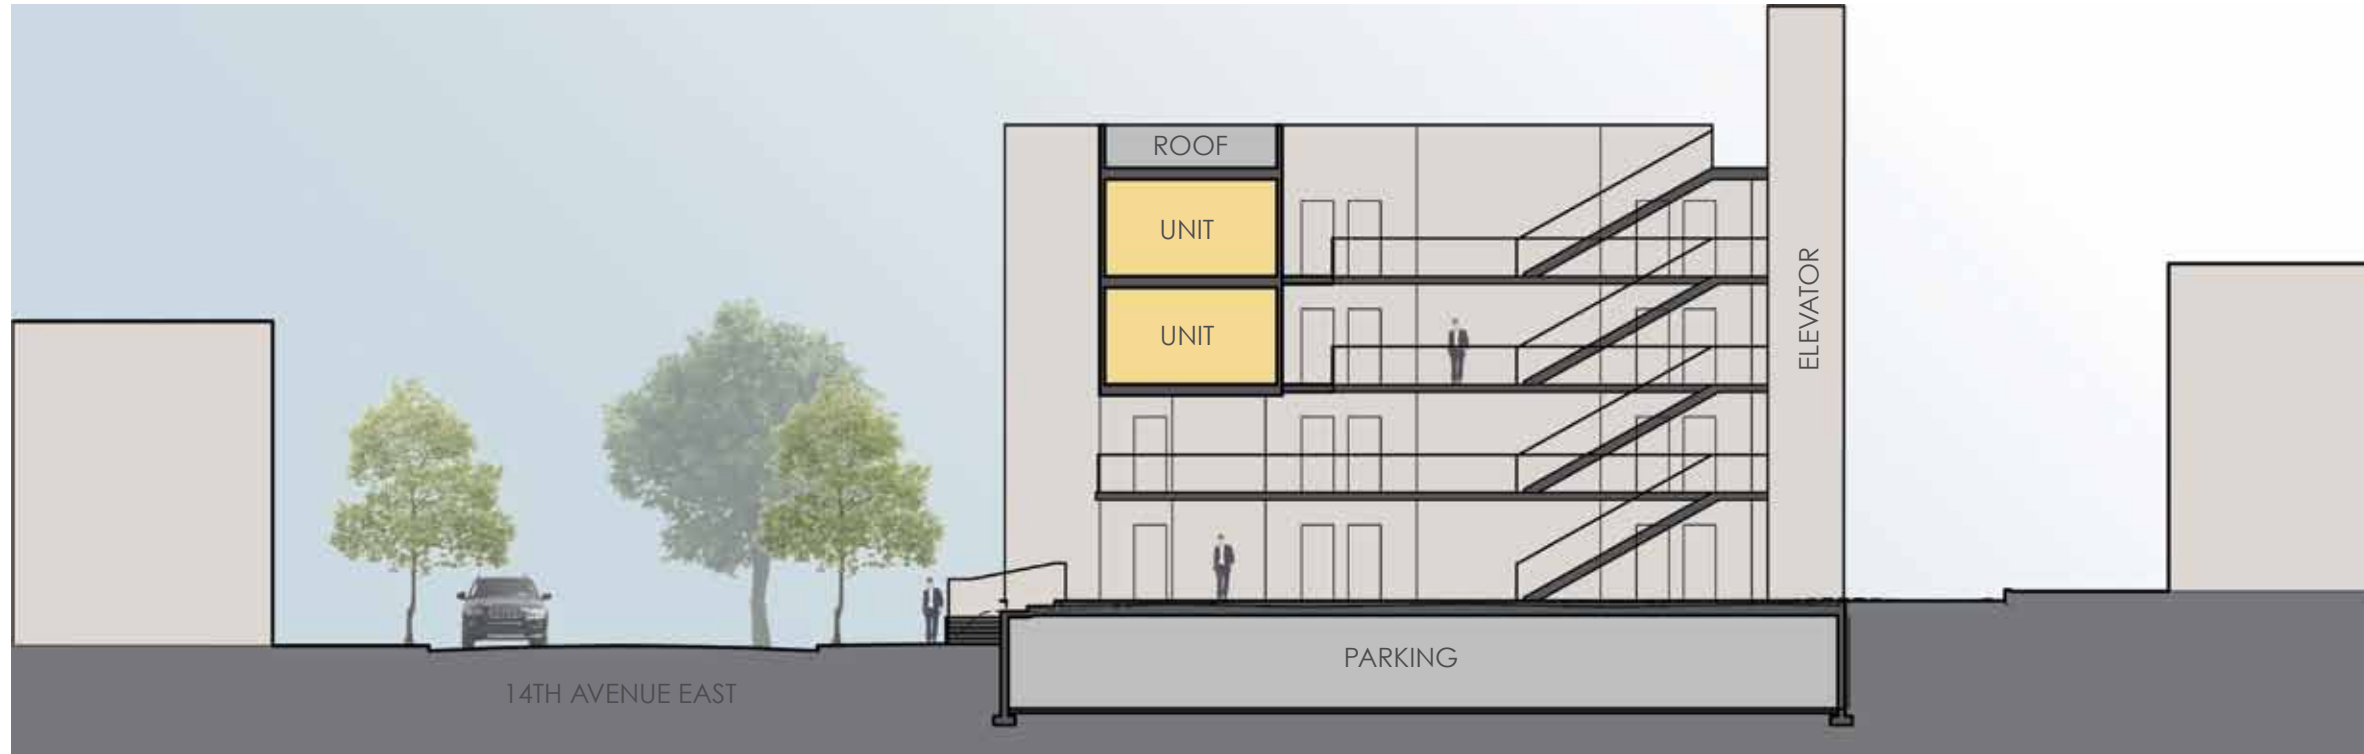 ROOF
UNIT
UNIT
ELEVATOR
PARKING
14TH AVENUE EAST